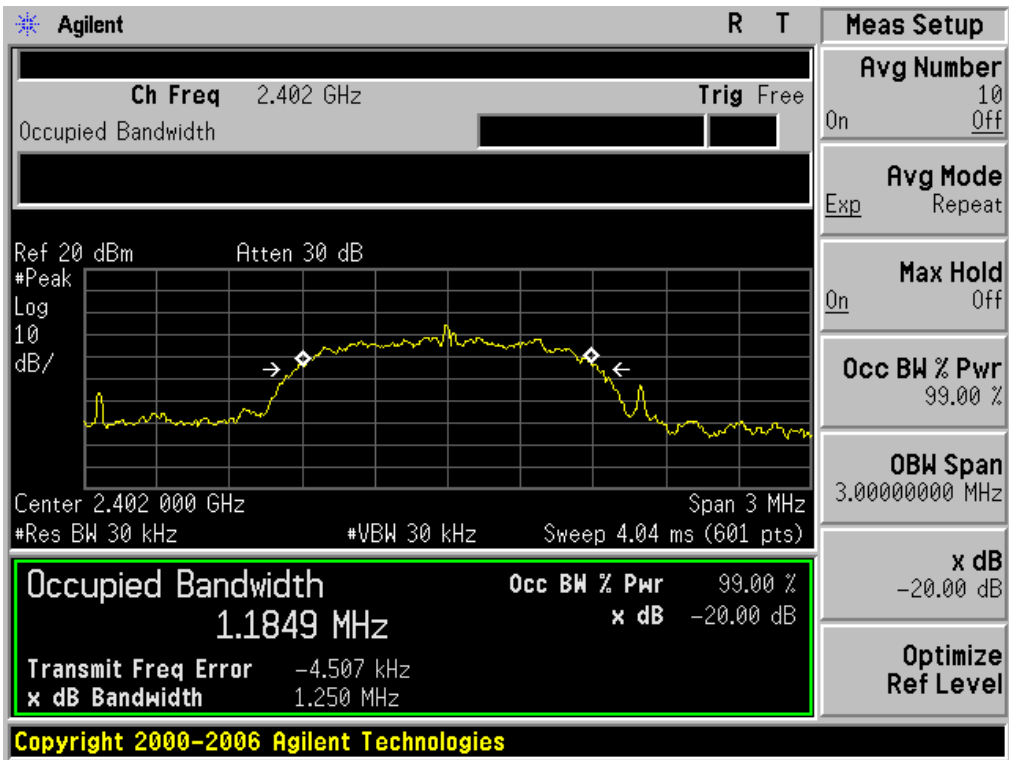 Agilent R T
Ch Freq 2.402 GHz Trig Free
Occupied Bandwidth
Ref 20 dBm Atten 30 dB
#Peak
Log
10
dB/
Center 2.402 000 GHz Span 3 MHz
#Res BW 30 kHz #VBW 30 kHz Sweep 4.04 ms (601 pts)
Occupied Bandwidth Occ BW % Pwr 99.00 %
1.1849 MHz x dB -20.00 dB
Transmit Freq Error -4.507 kHz
x dB Bandwidth 1.250 MHz
Copyright 2000-2006 Agilent Technologies
Meas Setup
Avg Number
10
On Off
Avg Mode
Exp Repeat
Max Hold
On Off
Occ BW % Pwr
99.00 %
OBW Span
3.00000000 MHz
x dB
-20.00 dB
Optimize
Ref Level